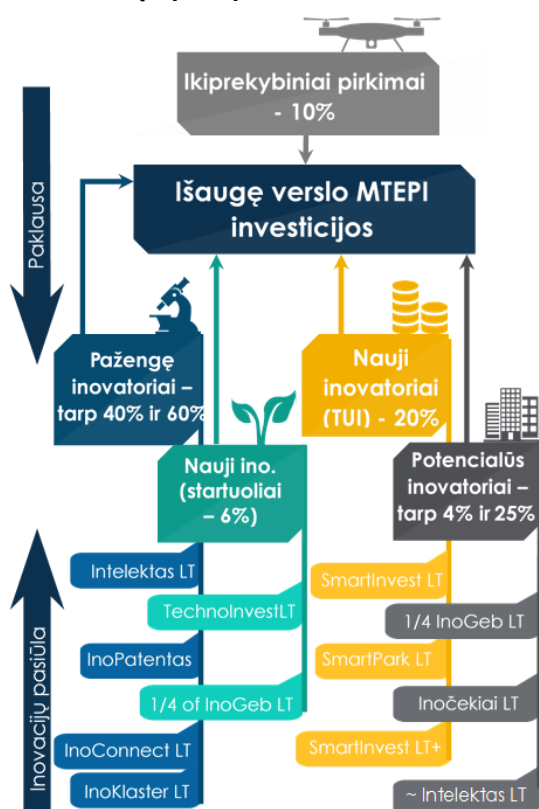 Ikiprekybiniai pirkimai
- 10%
Paklausa
Išaugę verslo MTEPI
investicijos
Pažengę
inovatoriai –
tarp 40% ir 60%
Nauji
inovatoriai
(TUI) - 20%
Nauji ino.
(startuoliai
– 6%)
Potencialūs
inovatoriai –
tarp 4% ir 25%
Inovacijų pasiūla
Intelektas LT
SmartInvest LT
TechnoInvestLT
1/4 InoGeb LT
InoPatentas
SmartPark LT
1/4 of InoGeb LT
Inočekiai LT
InoConnect LT
SmartInvest LT+
InoKlaster LT
~ Intelektas LT